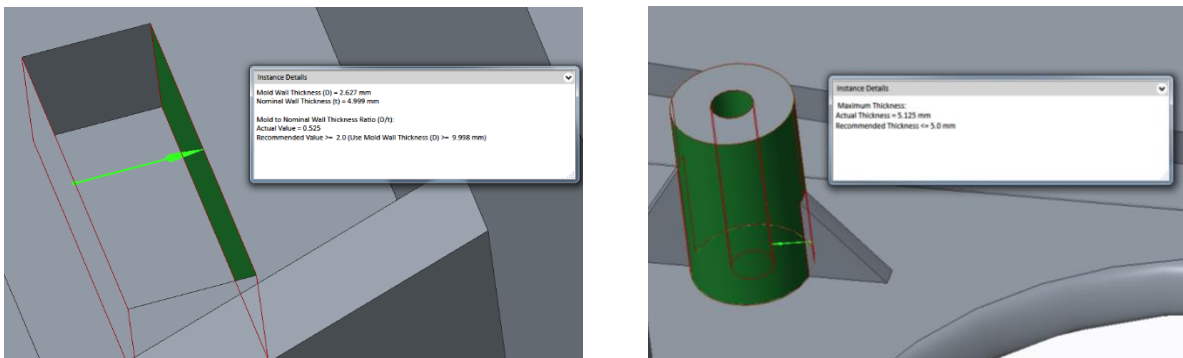 Instance Details
Mold Wall Thickness (D) = 2.627 mm
Nominal Wall Thickness (t) = 4.999 mm
Mold to Nominal Wall Thickness Ratio (D/t):
Actual Value = 0.525
Recommended Value >= 2.0 (Use Mold Wall Thickness (D) >= 9.998 mm)
Instance Details
Maximum Thickness:
Actual Thickness = 5.125 mm
Recommended Thickness <= 5.0 mm